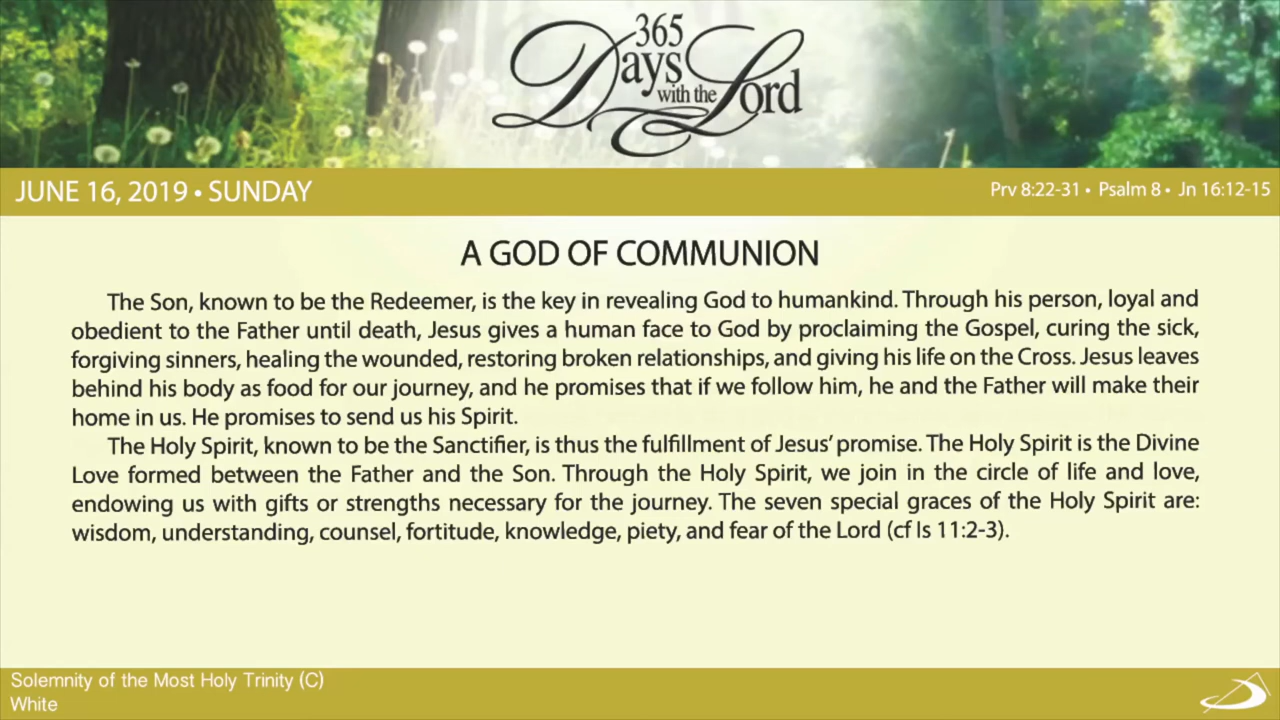 365
Days
with the Lord
JUNE 16, 2019 • SUNDAY
Prv 8:22-31 • Psalm 8 • Jn 16:12-15
A GOD OF COMMUNION
The Son, known to be the Redeemer, is the key in revealing God to humankind. Through his person, loyal and
obedient to the Father until death, Jesus gives a human face to God by proclaiming the Gospel, curing the sick,
forgiving sinners, healing the wounded, restoring broken relationships, and giving his life on the Cross. Jesus leaves
behind his body as food for our journey, and he promises that if we follow him, he and the Father will make their
home in us. He promises to send us his Spirit.
The Holy Spirit, known to be the Sanctifier, is thus the fulfillment of Jesus' promise. The Holy Spirit is the Divine
Love formed between the Father and the Son. Through the Holy Spirit, we join in the circle of life and love,
endowing us with gifts or strengths necessary for the journey. The seven special graces of the Holy Spirit are:
wisdom, understanding, counsel, fortitude, knowledge, piety, and fear of the Lord (cf Is 11:2-3).
Solemnity of the Most Holy Trinity (C)
White